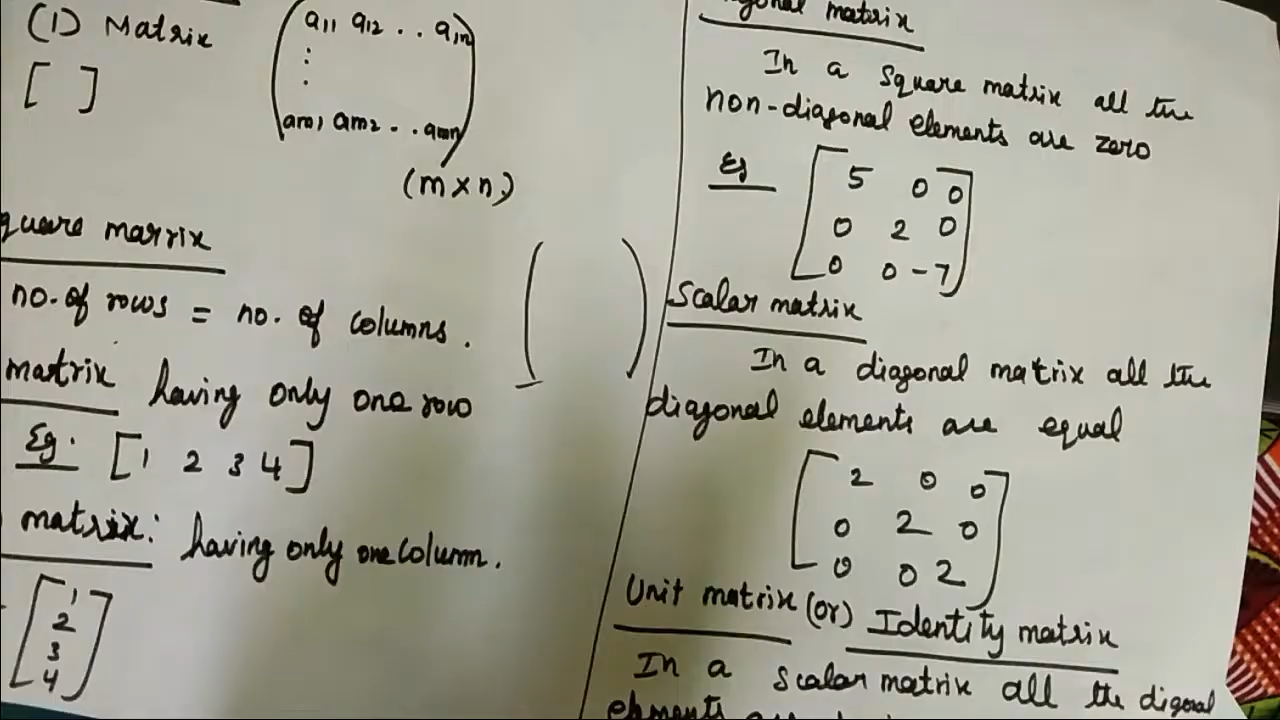 (1) Matrix
[ ]
a11 a12 . . a1n
:
:
am1 am2 . . amn
(m x n)
quare marrix
no. of rows = no. of columns.
matrix having only one row
Eg. [1 2 3 4]
matrix: having only one column.
1
2
3
4
gonal matrix
In a square matrix all the
non-diagonal elements are zero
Eg
5 0 0
0 2 0
0 0 -7
Scalar matrix
In a diagonal matrix all the
diagonal elements are equal
2 0 0
0 2 0
0 0 2
Unit matrix (or) Identity matrix
In a scalar matrix all the digonal
elements